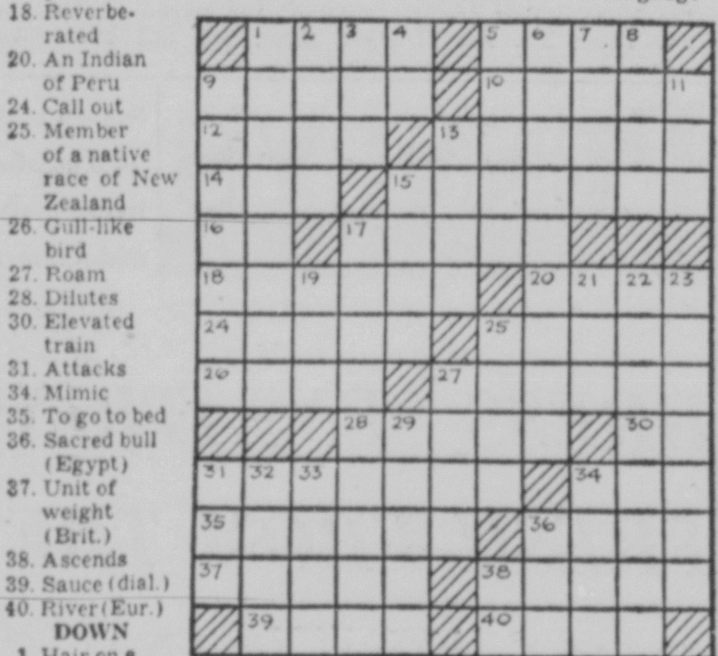 18. Reverbe-
rated
20. An Indian
of Peru
24. Call out
25. Member
of a native
race of New
Zealand
26. Gull-like
bird
27. Roam
28. Dilutes
30. Elevated
train
31. Attacks
34. Mimic
35. To go to bed
36. Sacred bull
(Egypt)
37. Unit of
weight
(Brit.)
38. Ascends
39. Sauce (dial.)
40. River (Eur.)
DOWN
1 2 3 4 5 6 7 8
9 10 11
12 13
14 15
16 17
18 19 20 21 22 23
24 25
26 27
28 29 30
31 32 33 34
35 36
37 38
39 40